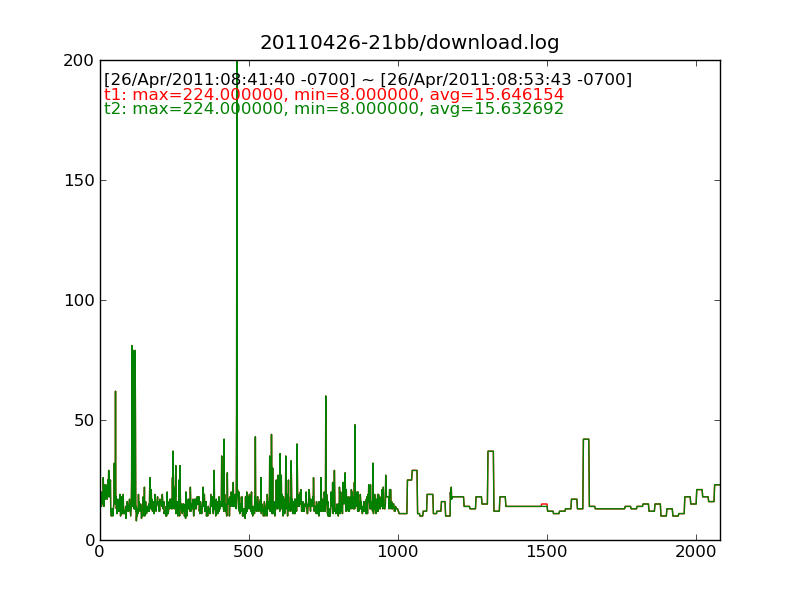 20110426-21bb/download.log
[26/Apr/2011:08:41:40 -0700] ~ [26/Apr/2011:08:53:43 -0700]
t1: max=224.000000, min=8.000000, avg=15.646154
t2: max=224.000000, min=8.000000, avg=15.632692
200
150
100
50
0
0 500 1000 1500 2000